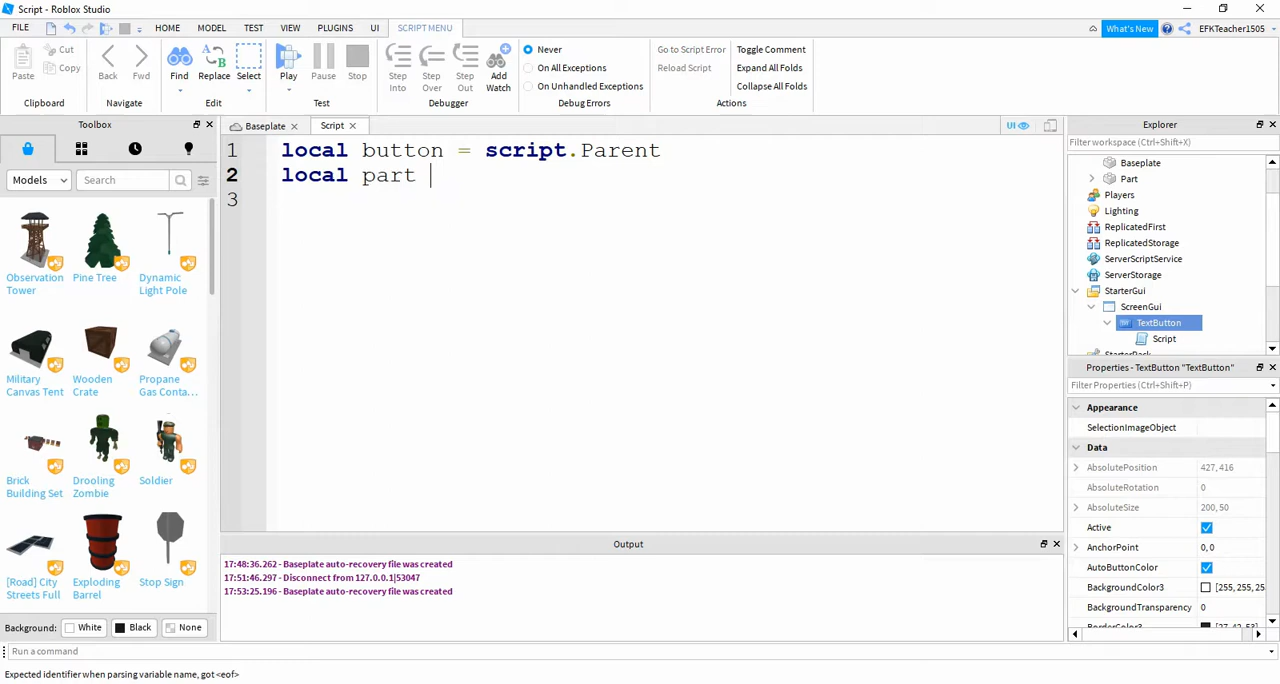 Script - Roblox Studio
FILE HOME MODEL TEST VIEW PLUGINS UI SCRIPT MENU What's New EFKTeacher1505
Paste Cut Copy Clipboard
Back Fwd Navigate
Find Replace Select Edit
Play Pause Stop Test
Step Into Step Over Step Out Add Watch Debugger
Never
On All Exceptions
On Unhandled Exceptions
Debug Errors
Go to Script Error Toggle Comment
Reload Script Expand All Folds
Collapse All Folds
Actions
Toolbox
Models Search
Observation Tower Pine Tree Dynamic Light Pole
Military Canvas Tent Wooden Crate Propane Gas Conta...
Brick Building Set Drooling Zombie Soldier
[Road] City Streets Full Exploding Barrel Stop Sign
Background: White Black None
Baseplate Script UI
1 local button = script.Parent
2 local part
3
Output
17:48:36.262 - Baseplate auto-recovery file was created
17:51:46.297 - Disconnect from 127.0.0.1|53047
17:53:25.196 - Baseplate auto-recovery file was created
Explorer
Filter workspace (Ctrl+Shift+X)
Baseplate
Part
Players
Lighting
ReplicatedFirst
ReplicatedStorage
ServerScriptService
ServerStorage
StarterGui
ScreenGui
TextButton
Script
StarterPack
Properties - TextButton "TextButton"
Filter Properties (Ctrl+Shift+P)
Appearance
SelectionImageObject
Data
AbsolutePosition 427, 416
AbsoluteRotation 0
AbsoluteSize 200, 50
Active
AnchorPoint 0, 0
AutoButtonColor
BackgroundColor3 [255, 255, 25
BackgroundTransparency 0
BorderColor3 [27, 42, 53]
Run a command
Expected identifier when parsing variable name, got <eof>